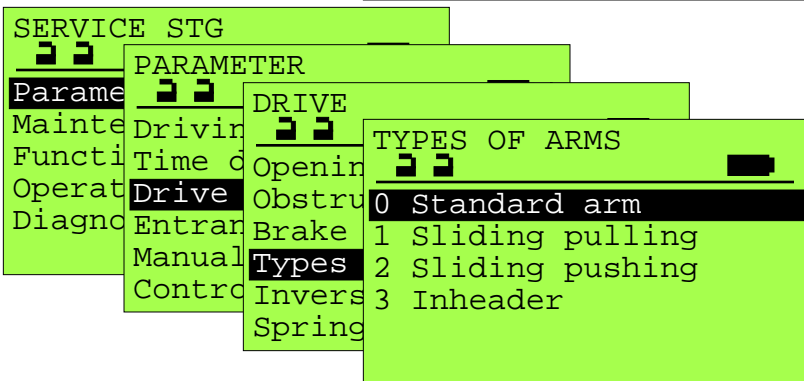 SERVICE STG
Parame
Mainte
Functi
Operat
Diagno
PARAMETER
Drivin
Time d
Drive
Entran
Manual
Contro
DRIVE
Openin
Obstru
Brake
Types
Invers
Spring
TYPES OF ARMS
0 Standard arm
1 Sliding pulling
2 Sliding pushing
3 Inheader